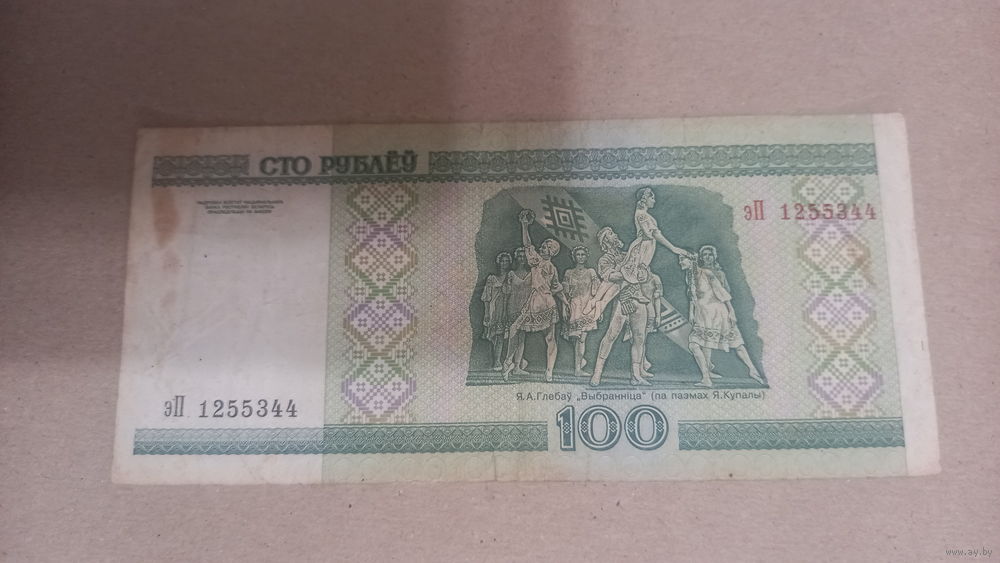 СТО РУБЛЁЎ
эП 1255344
Я.А.Глебаў „Выбранніца" (па паэмах Я.Купалы)
эП 1255344
100
www.ay.by